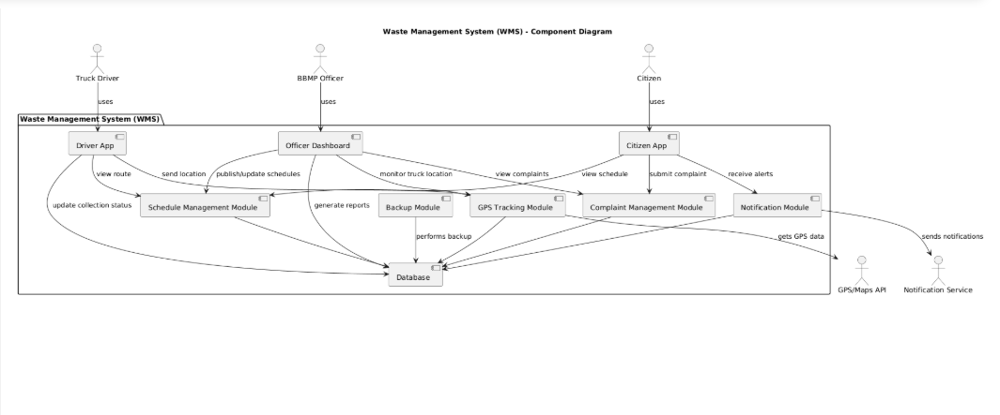 Waste Management System (WMS) - Component Diagram
Truck Driver
BBMP Officer
Citizen
uses
uses
uses
Waste Management System (WMS)
Driver App
Officer Dashboard
Citizen App
view route
send location
publish/update schedules
monitor truck location
view complaints
view schedule
submit complaint
receive alerts
update collection status
Schedule Management Module
generate reports
Backup Module
GPS Tracking Module
Complaint Management Module
Notification Module
performs backup
gets GPS data
sends notifications
Database
GPS/Maps API
Notification Service